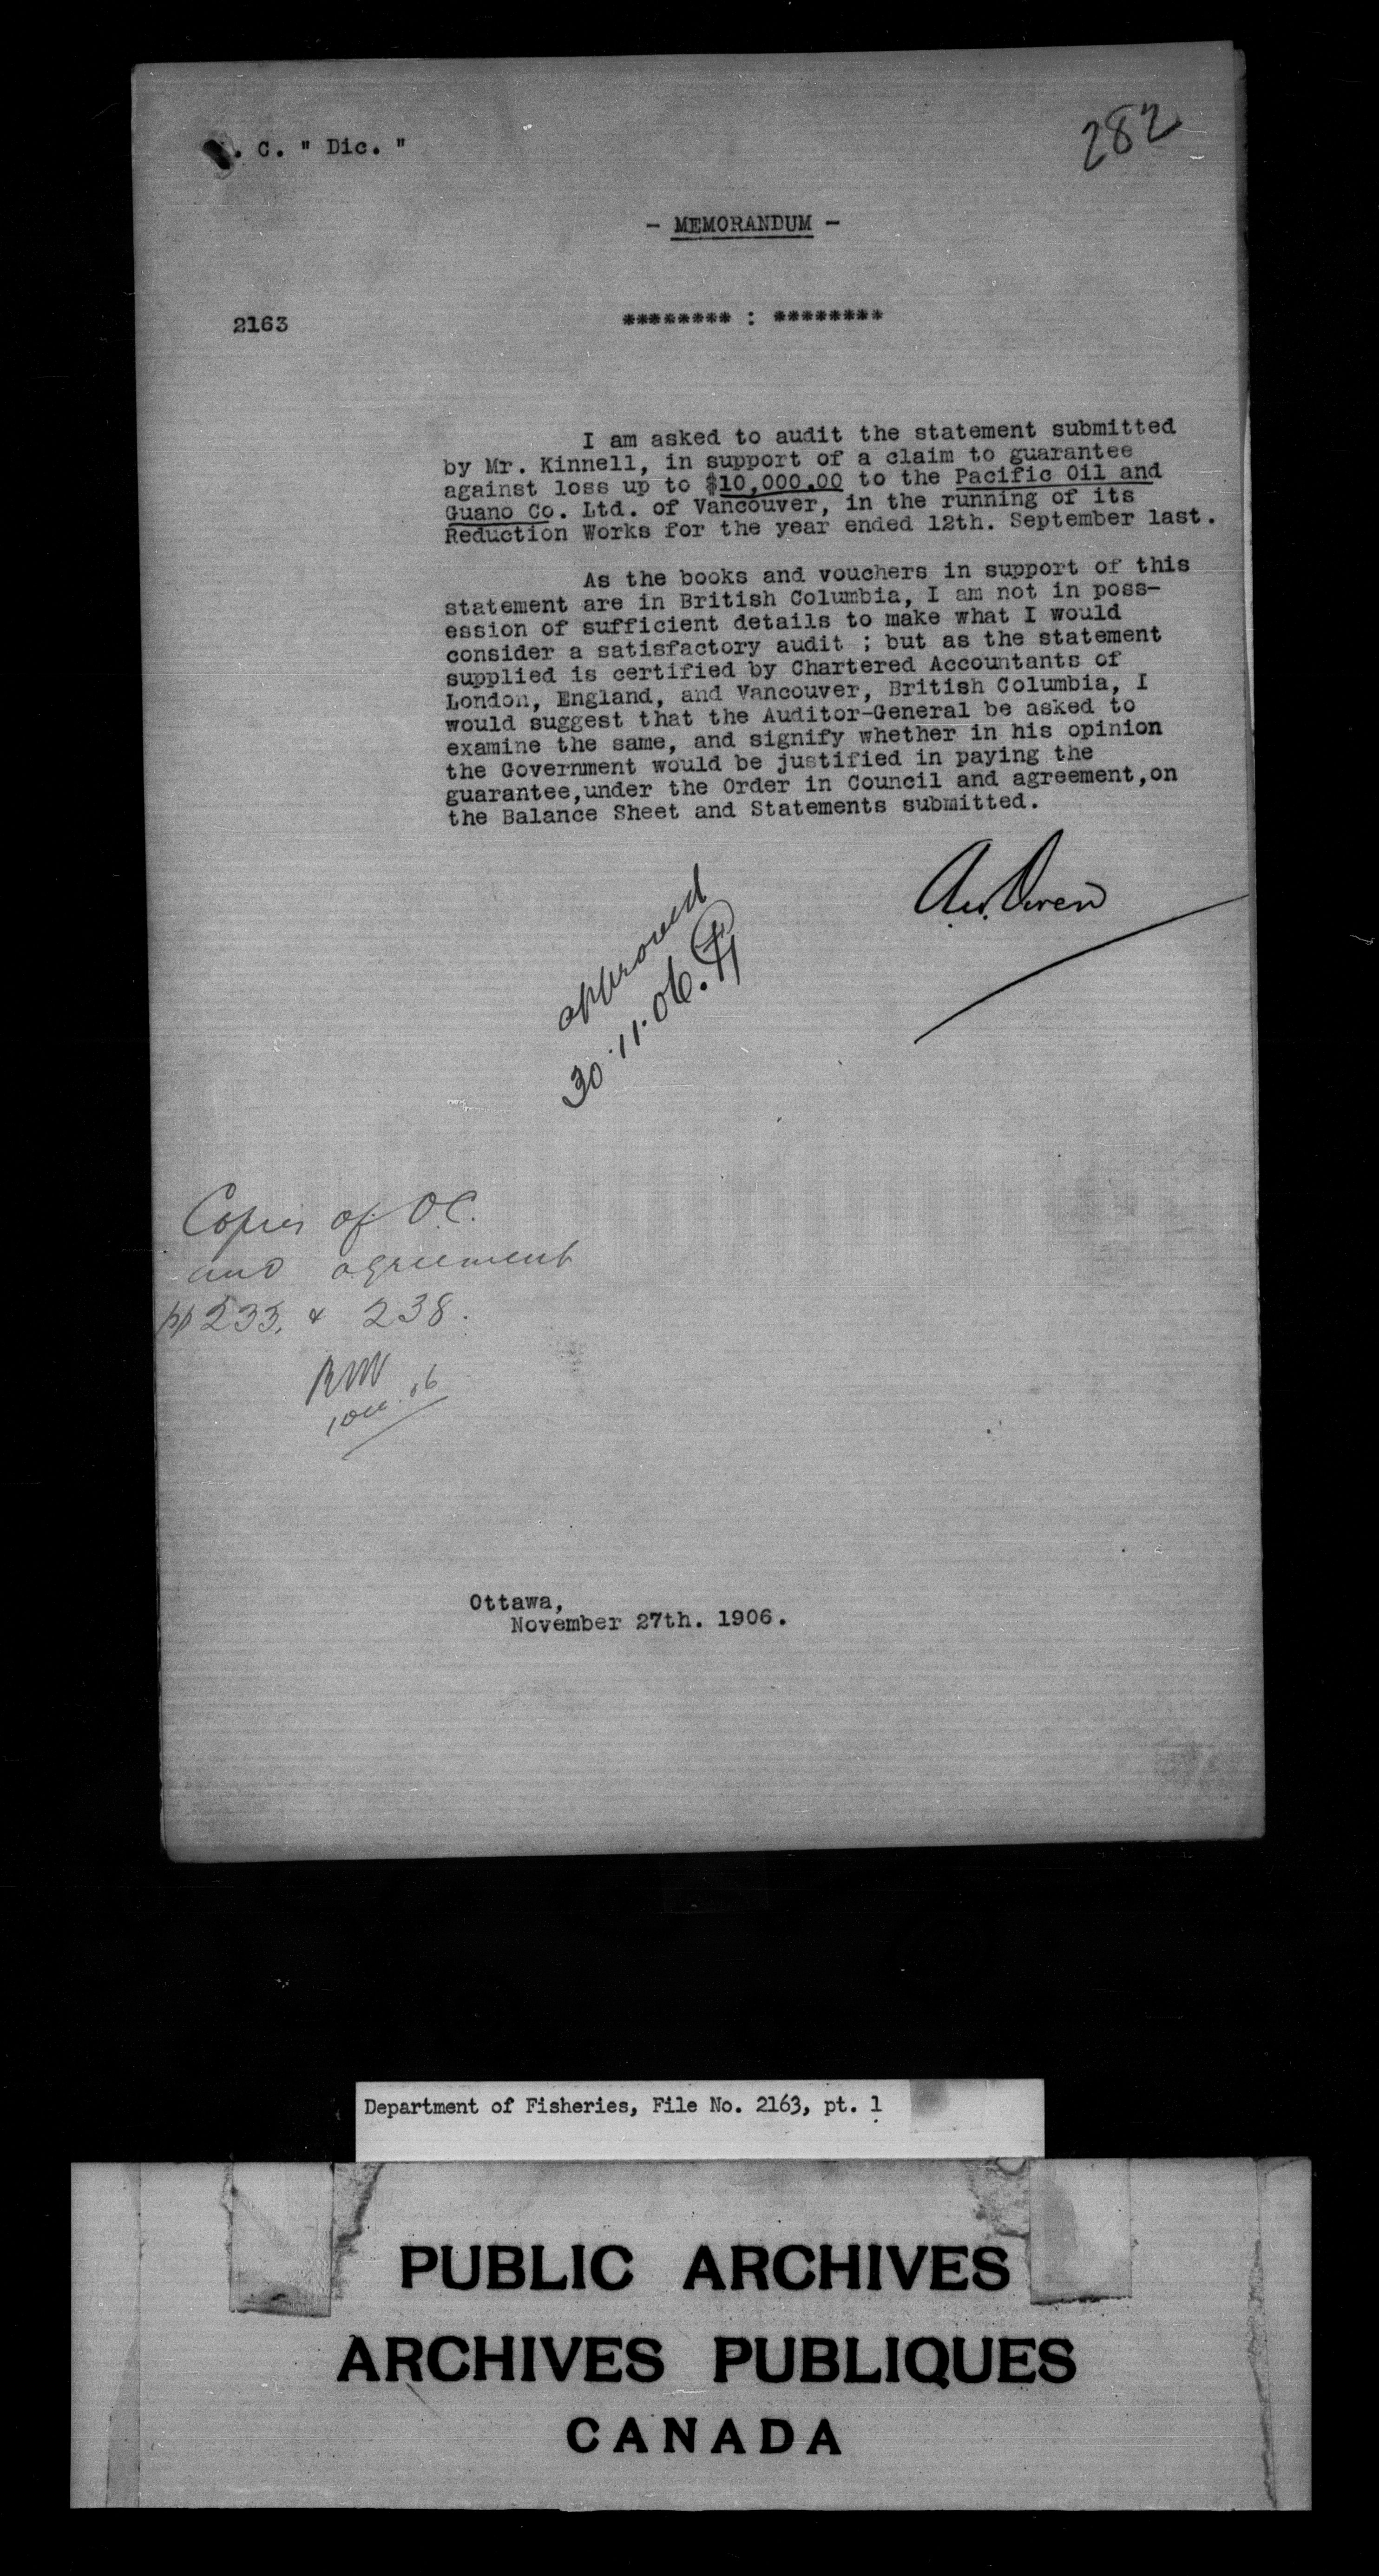 . C. " Dic. "
282
- MEMORANDUM -
2163
******** : ********
I am asked to audit the statement submitted
by Mr. Kinnell, in support of a claim to guarantee
against loss up to $10,000.00 to the Pacific Oil and
Guano Co. Ltd. of Vancouver, in the running of its
Reduction Works for the year ended 12th. September last.
As the books and vouchers in support of this
statement are in British Columbia, I am not in poss-
ession of sufficient details to make what I would
consider a satisfactory audit ; but as the statement
supplied is certified by Chartered Accountants of
London, England, and Vancouver, British Columbia, I
would suggest that the Auditor-General be asked to
examine the same, and signify whether in his opinion
the Government would be justified in paying the
guarantee,under the Order in Council and agreement,on
the Balance Sheet and Statements submitted.
A.W. Owen
approved
30.11.06.
Copies of O.C.
and agreement
pp 233. & 238.
Ottawa,
November 27th. 1906.
Department of Fisheries, File No. 2163, pt. 1
PUBLIC ARCHIVES
ARCHIVES PUBLIQUES
CANADA